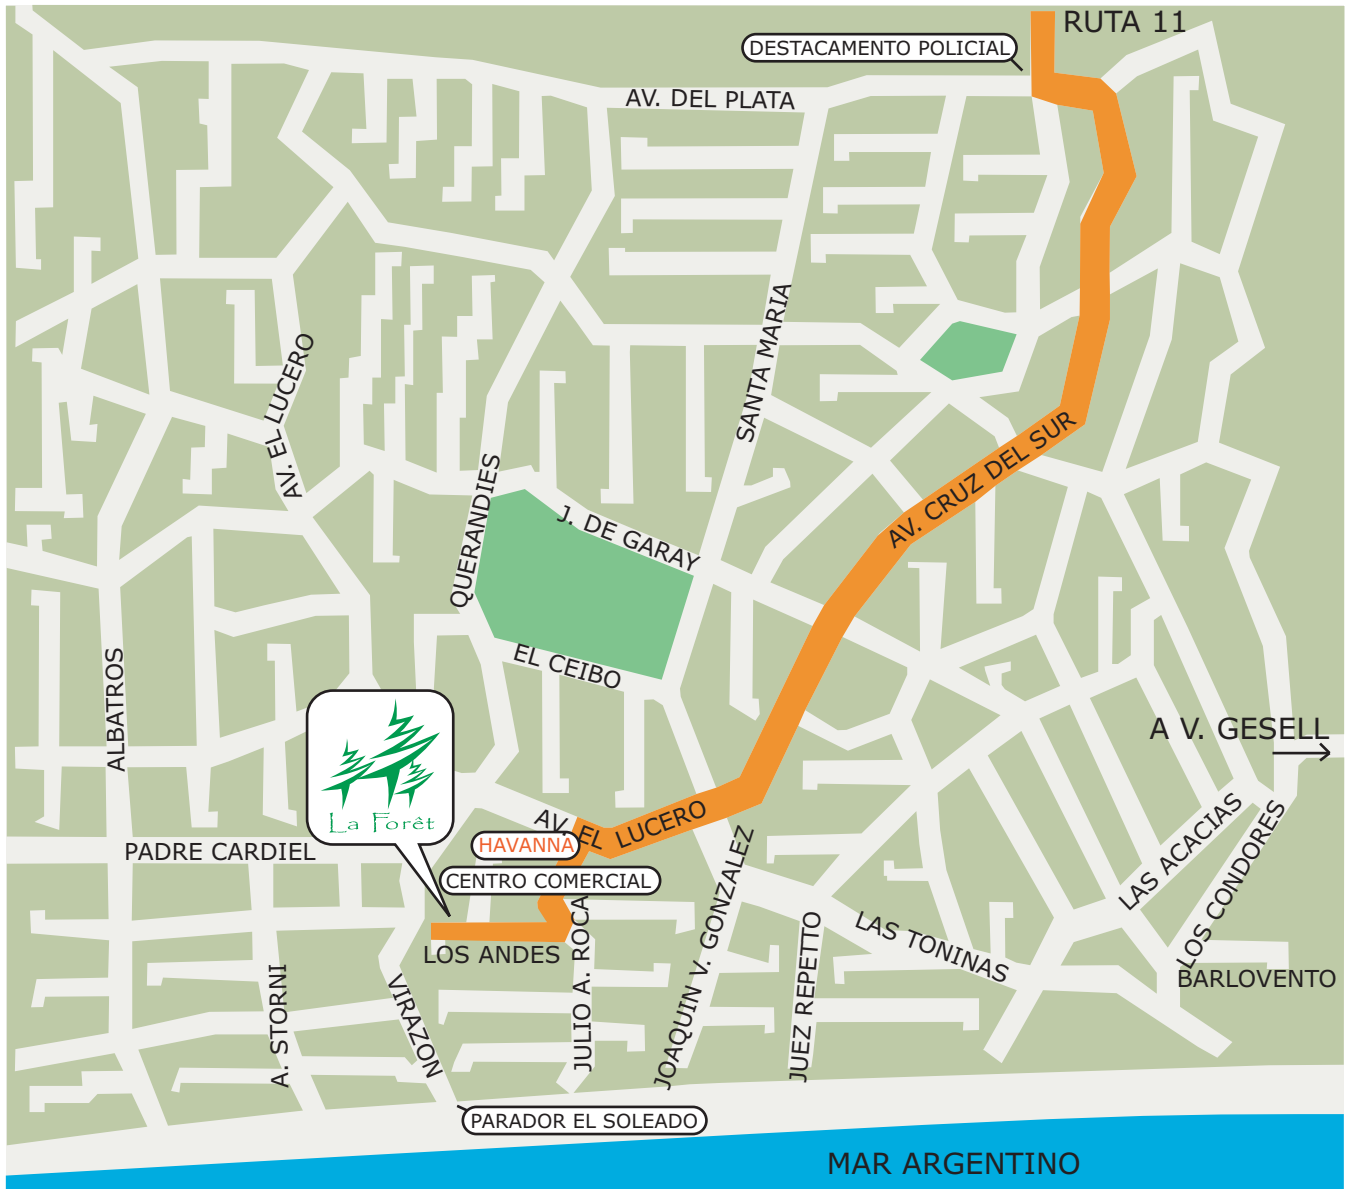 RUTA 11
DESTACAMENTO POLICIAL
AV. DEL PLATA
SANTA MARIA
AV. EL LUCERO
AV. CRUZ DEL SUR
QUERANDIES
J. DE GARAY
EL CEIBO
ALBATROS
A V. GESELL
La Forêt
AV. EL LUCERO
HAVANNA
PADRE CARDIEL
CENTRO COMERCIAL
LAS ACACIAS
LOS CONDORES
JOAQUIN V. GONZALEZ
JULIO A. ROCA
JUEZ REPETTO
LAS TONINAS
LOS ANDES
BARLOVENTO
A. STORNI
VIRAZON
PARADOR EL SOLEADO
MAR ARGENTINO